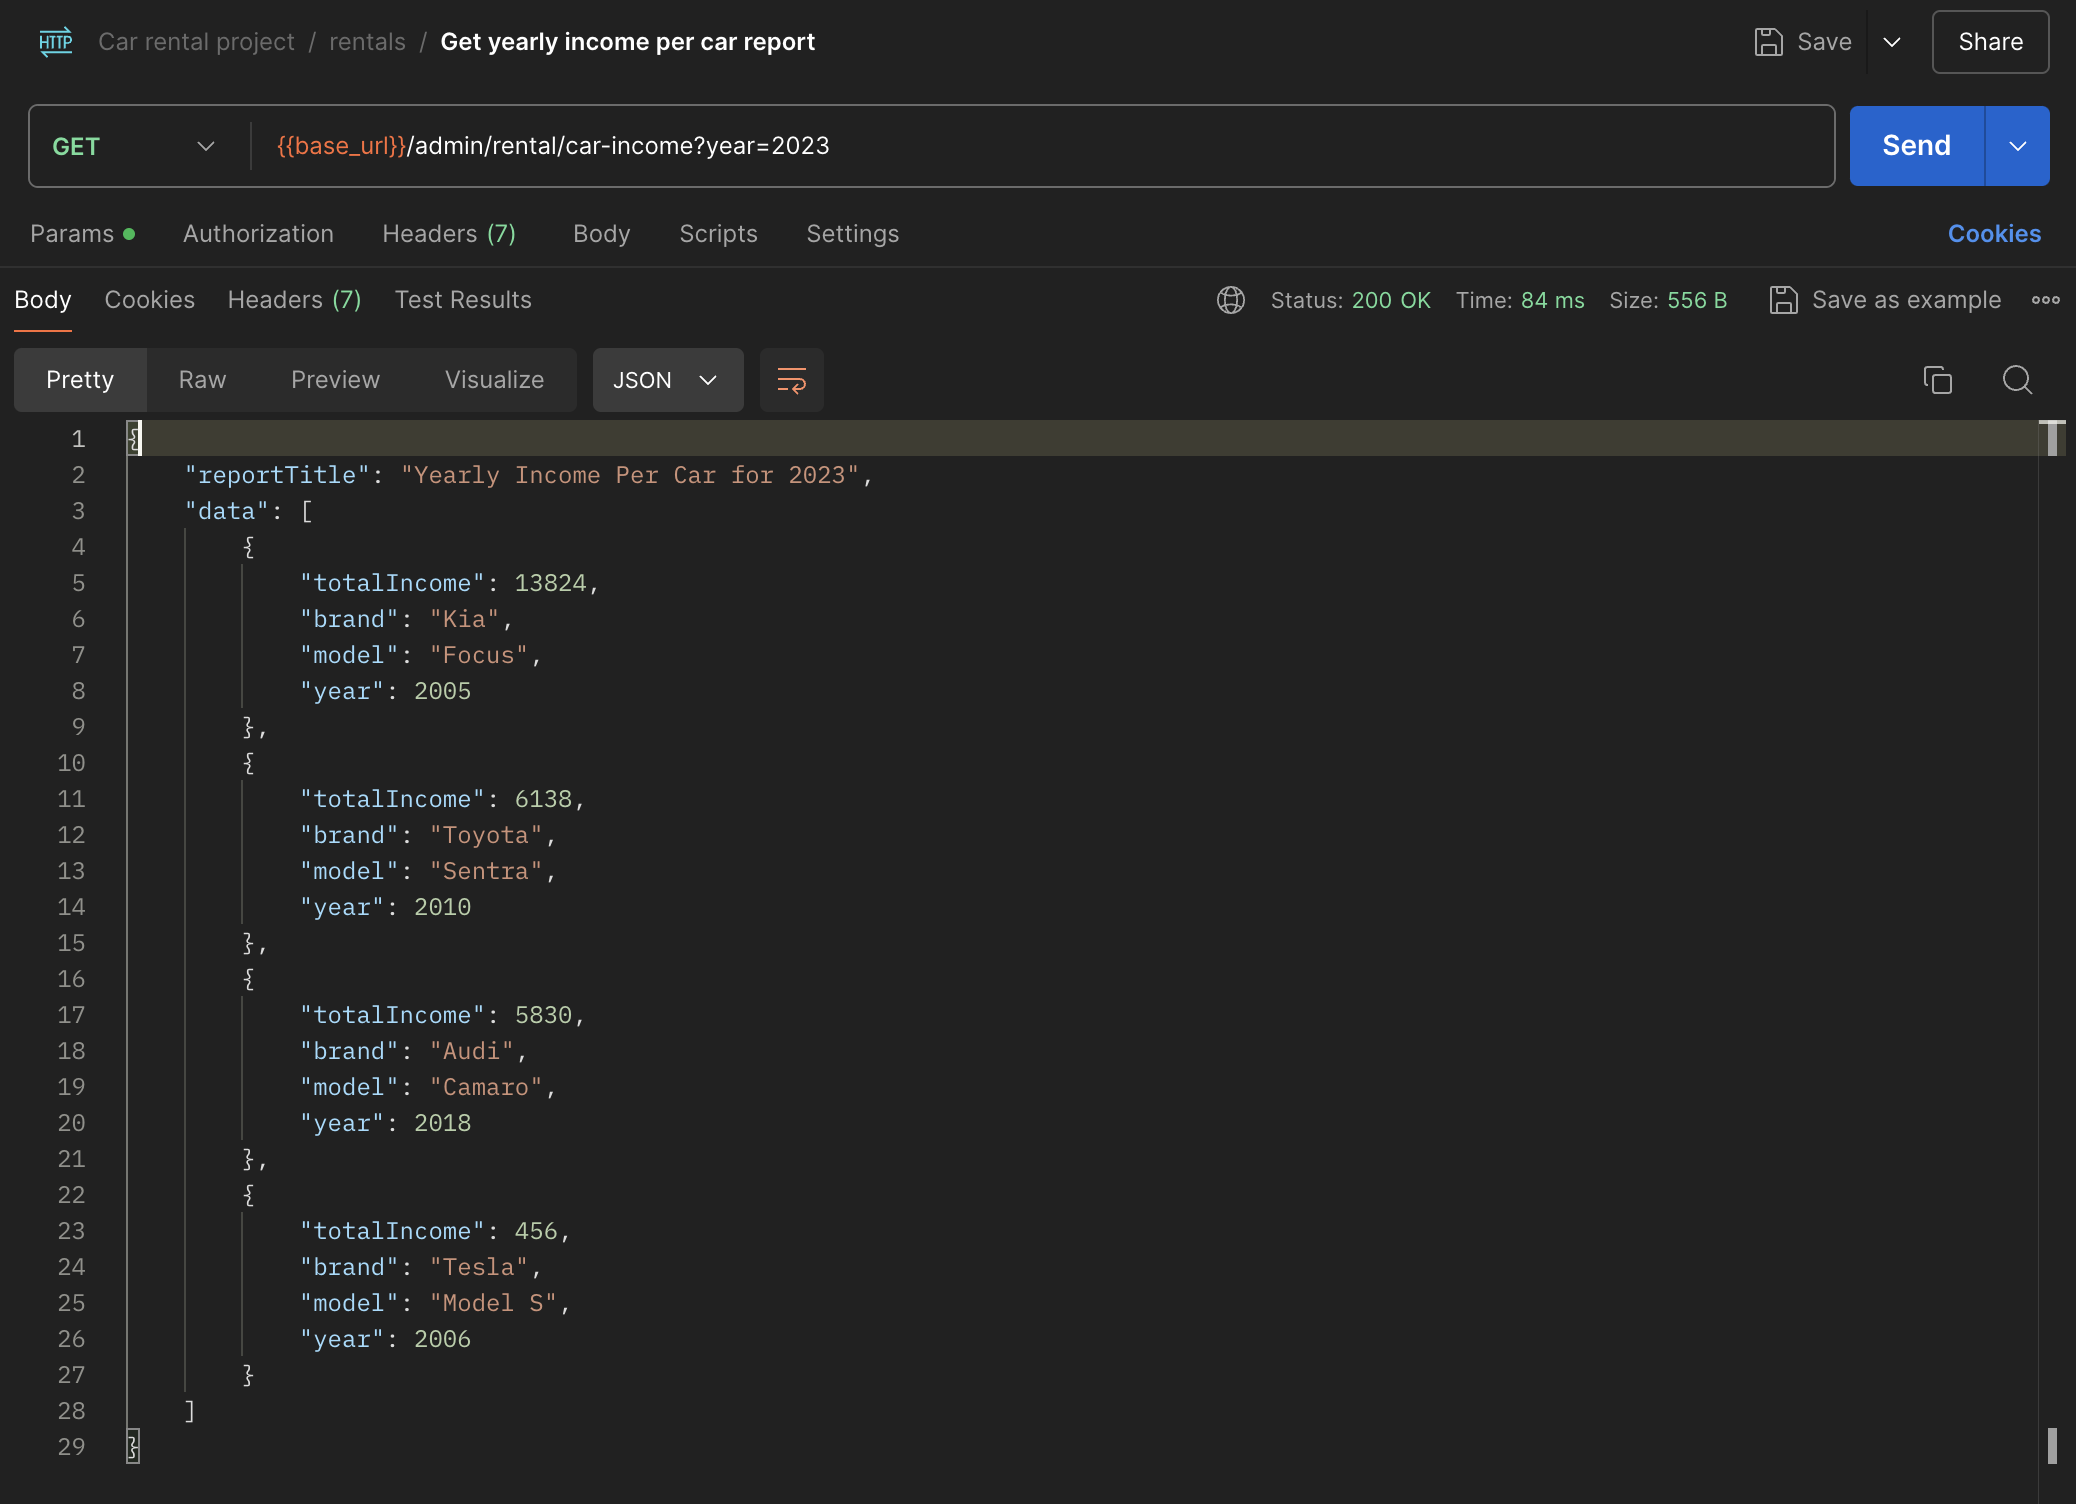 HTTP Car rental project / rentals / Get yearly income per car report Save Share
GET {{base_url}}/admin/rental/car-income?year=2023 Send
Params Authorization Headers (7) Body Scripts Settings Cookies
Body Cookies Headers (7) Test Results Status: 200 OK Time: 84 ms Size: 556 B Save as example
Pretty Raw Preview Visualize JSON
1 {
2 "reportTitle": "Yearly Income Per Car for 2023",
3 "data": [
4 {
5 "totalIncome": 13824,
6 "brand": "Kia",
7 "model": "Focus",
8 "year": 2005
9 },
10 {
11 "totalIncome": 6138,
12 "brand": "Toyota",
13 "model": "Sentra",
14 "year": 2010
15 },
16 {
17 "totalIncome": 5830,
18 "brand": "Audi",
19 "model": "Camaro",
20 "year": 2018
21 },
22 {
23 "totalIncome": 456,
24 "brand": "Tesla",
25 "model": "Model S",
26 "year": 2006
27 }
28 ]
29 }